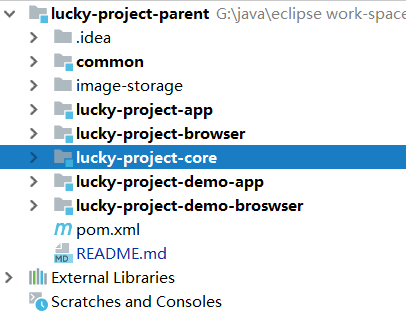 lucky-project-parent G:\java\eclipse work-space
.idea
common
image-storage
lucky-project-app
lucky-project-browser
lucky-project-core
lucky-project-demo-app
lucky-project-demo-broswser
m pom.xml
MD README.md
External Libraries
Scratches and Consoles